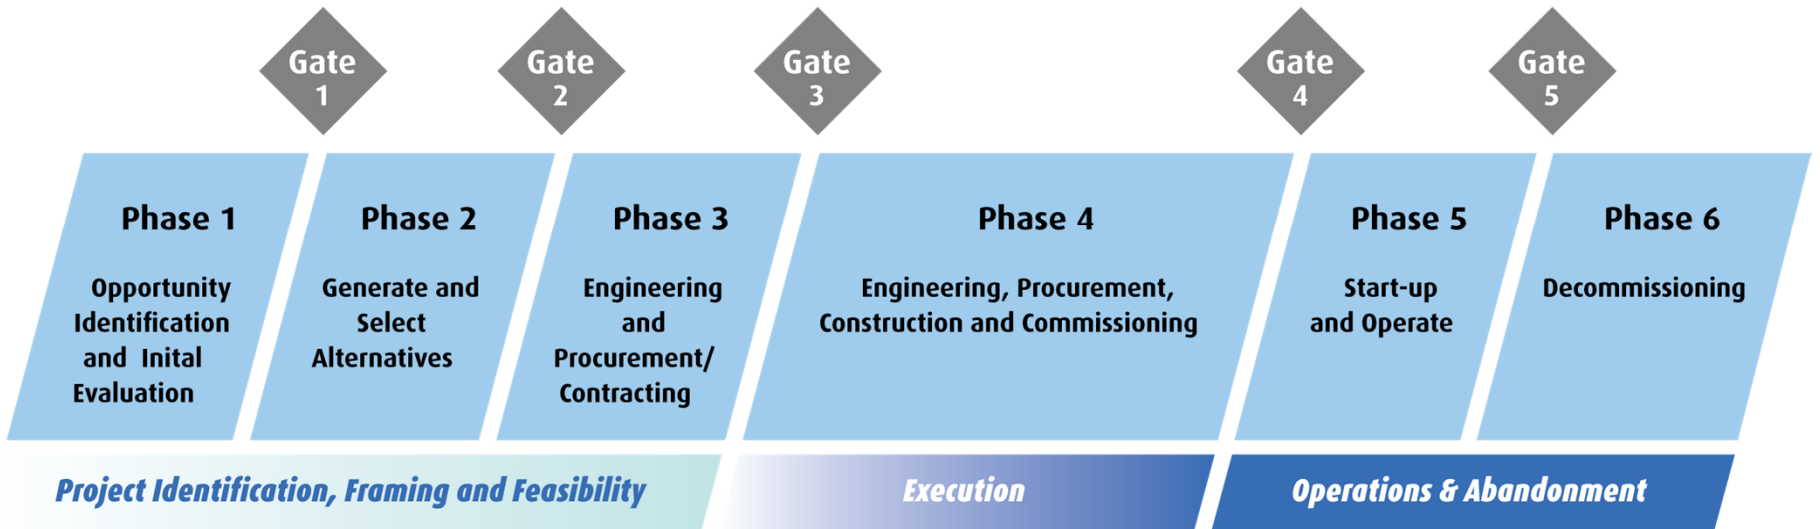 Gate
1
Gate
2
Gate
3
Gate
4
Gate
5
Phase 1
Opportunity
Identification
and Inital
Evaluation
Phase 2
Generate and
Select
Alternatives
Phase 3
Engineering
and
Procurement/
Contracting
Phase 4
Engineering, Procurement,
Construction and Commissioning
Phase 5
Start-up
and Operate
Phase 6
Decommissioning
Project Identification, Framing and Feasibility
Execution
Operations & Abandonment